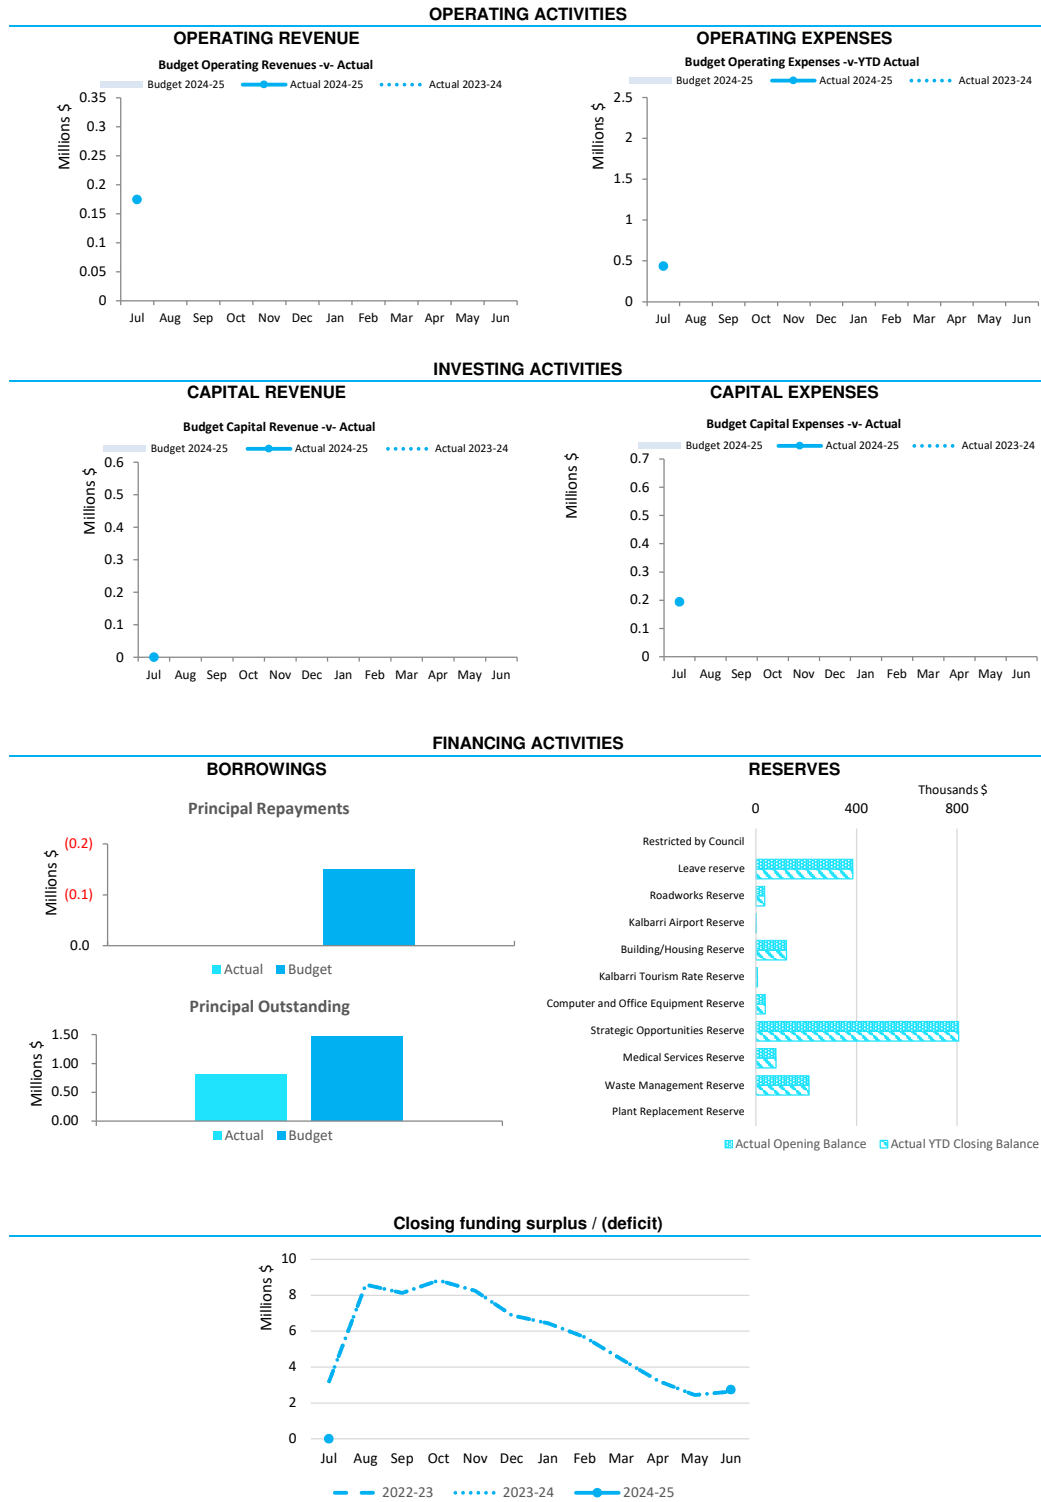 OPERATING ACTIVITIES
OPERATING REVENUE
Budget Operating Revenues -v- Actual
Budget 2024-25 Actual 2024-25 Actual 2023-24
Millions $
0.35
0.3
0.25
0.2
0.15
0.1
0.05
0
Jul Aug Sep Oct Nov Dec Jan Feb Mar Apr May Jun
OPERATING EXPENSES
Budget Operating Expenses -v-YTD Actual
Budget 2024-25 Actual 2024-25 Actual 2023-24
Millions $
2.5
2
1.5
1
0.5
0
Jul Aug Sep Oct Nov Dec Jan Feb Mar Apr May Jun
INVESTING ACTIVITIES
CAPITAL REVENUE
Budget Capital Revenue -v- Actual
Budget 2024-25 Actual 2024-25 Actual 2023-24
Millions $
0.6
0.5
0.4
0.3
0.2
0.1
0
Jul Aug Sep Oct Nov Dec Jan Feb Mar Apr May Jun
CAPITAL EXPENSES
Budget Capital Expenses -v- Actual
Budget 2024-25 Actual 2024-25 Actual 2023-24
Millions $
0.7
0.6
0.5
0.4
0.3
0.2
0.1
0
Jul Aug Sep Oct Nov Dec Jan Feb Mar Apr May Jun
FINANCING ACTIVITIES
BORROWINGS
Principal Repayments
Millions $
(0.2)
(0.1)
0.0
Actual Budget
Principal Outstanding
Millions $
1.50
1.00
0.50
0.00
Actual Budget
RESERVES
Thousands $
0 400 800
Restricted by Council
Leave reserve
Roadworks Reserve
Kalbarri Airport Reserve
Building/Housing Reserve
Kalbarri Tourism Rate Reserve
Computer and Office Equipment Reserve
Strategic Opportunities Reserve
Medical Services Reserve
Waste Management Reserve
Plant Replacement Reserve
Actual Opening Balance Actual YTD Closing Balance
Closing funding surplus / (deficit)
Millions $
10
8
6
4
2
0
Jul Aug Sep Oct Nov Dec Jan Feb Mar Apr May Jun
2022-23 2023-24 2024-25